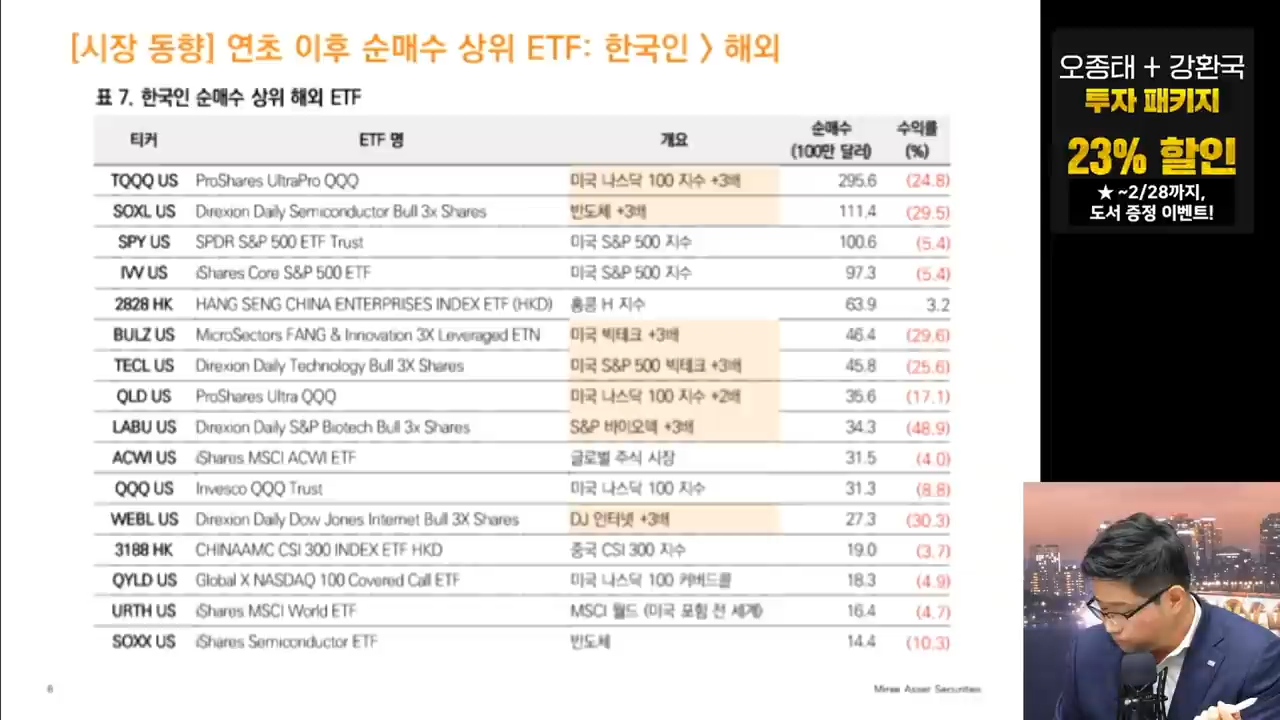 [시장 동향] 연초 이후 순매수 상위 ETF: 한국인 > 해외
표 7. 한국인 순매수 상위 해외 ETF
티커 ETF 명 개요 순매수 (100만 달러) 수익률 (%)
TQQQ US ProShares UltraPro QQQ 미국 나스닥 100 지수 +3배 295.6 (24.8)
SOXL US Direxion Daily Semiconductor Bull 3x Shares 반도체 +3배 111.4 (29.5)
SPY US SPDR S&P 500 ETF Trust 미국 S&P 500 지수 100.6 (5.4)
IVV US iShares Core S&P 500 ETF 미국 S&P 500 지수 97.3 (5.4)
2828 HK HANG SENG CHINA ENTERPRISES INDEX ETF (HKD) 홍콩 H 지수 63.9 3.2
BULZ US MicroSectors FANG & Innovation 3X Leveraged ETN 미국 빅테크 +3배 46.4 (29.6)
TECL US Direxion Daily Technology Bull 3X Shares 미국 S&P 500 빅테크 +3배 45.8 (25.6)
QLD US ProShares Ultra QQQ 미국 나스닥 100 지수 +2배 35.6 (17.1)
LABU US Direxion Daily S&P Biotech Bull 3x Shares S&P 바이오텍 +3배 34.3 (48.9)
ACWI US iShares MSCI ACWI ETF 글로벌 주식 시장 31.5 (4.0)
QQQ US Invesco QQQ Trust 미국 나스닥 100 지수 31.3 (8.8)
WEBL US Direxion Daily Dow Jones Internet Bull 3X Shares DJ 인터넷 +3배 27.3 (30.3)
3188 HK CHINAAMC CSI 300 INDEX ETF HKD 중국 CSI 300 지수 19.0 (3.7)
QYLD US Global X NASDAQ 100 Covered Call ETF 미국 나스닥 100 커버드콜 18.3 (4.9)
URTH US iShares MSCI World ETF MSCI 월드 (미국 포함 전 세계) 16.4 (4.7)
SOXX US iShares Semiconductor ETF 반도체 14.4 (10.3)
6
Mirae Asset Securities
오종태 + 강환국
투자 패키지
23% 할인
★ ~2/28까지,
도서 증정 이벤트!